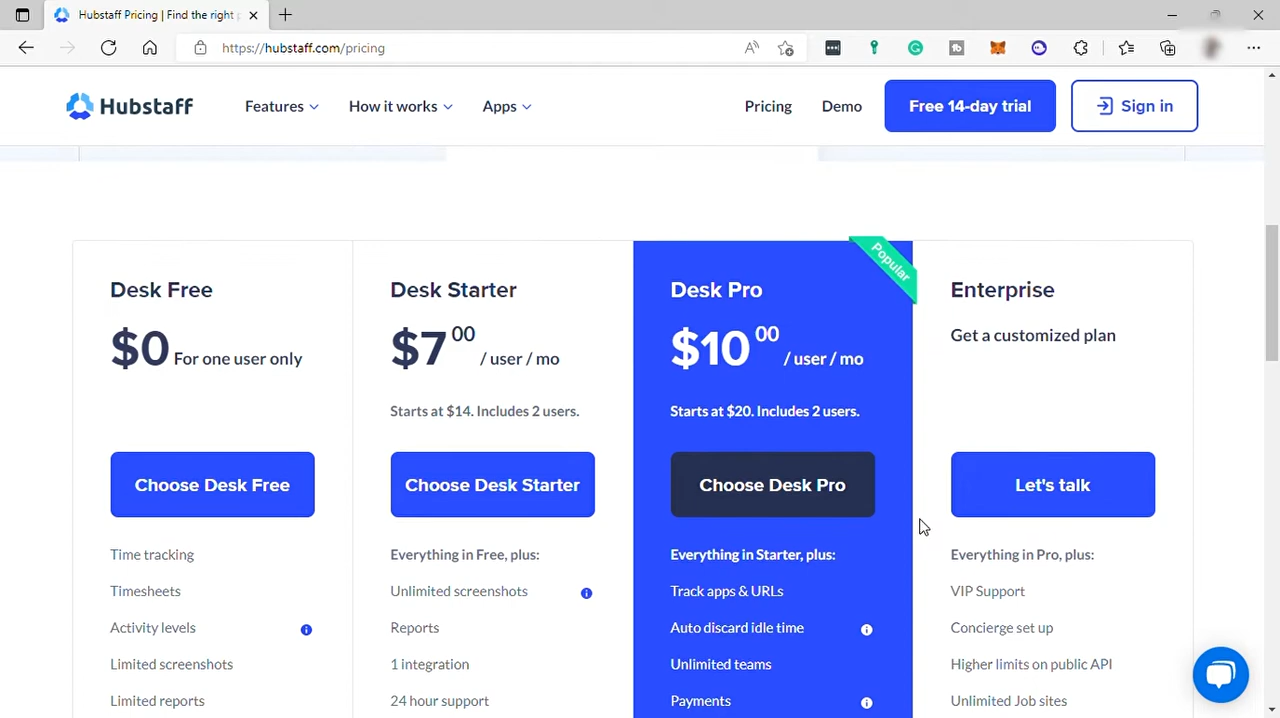 Hubstaff Pricing | Find the right
https://hubstaff.com/pricing
Hubstaff
Features
How it works
Apps
Pricing
Demo
Free 14-day trial
Sign in
Popular
Desk Free
$0 For one user only
Choose Desk Free
Time tracking
Timesheets
Activity levels
Limited screenshots
Limited reports
Desk Starter
$7 00 / user / mo
Starts at $14. Includes 2 users.
Choose Desk Starter
Everything in Free, plus:
Unlimited screenshots
Reports
1 integration
24 hour support
Desk Pro
$10 00 / user / mo
Starts at $20. Includes 2 users.
Choose Desk Pro
Everything in Starter, plus:
Track apps & URLs
Auto discard idle time
Unlimited teams
Payments
Enterprise
Get a customized plan
Let's talk
Everything in Pro, plus:
VIP Support
Concierge set up
Higher limits on public API
Unlimited Job sites